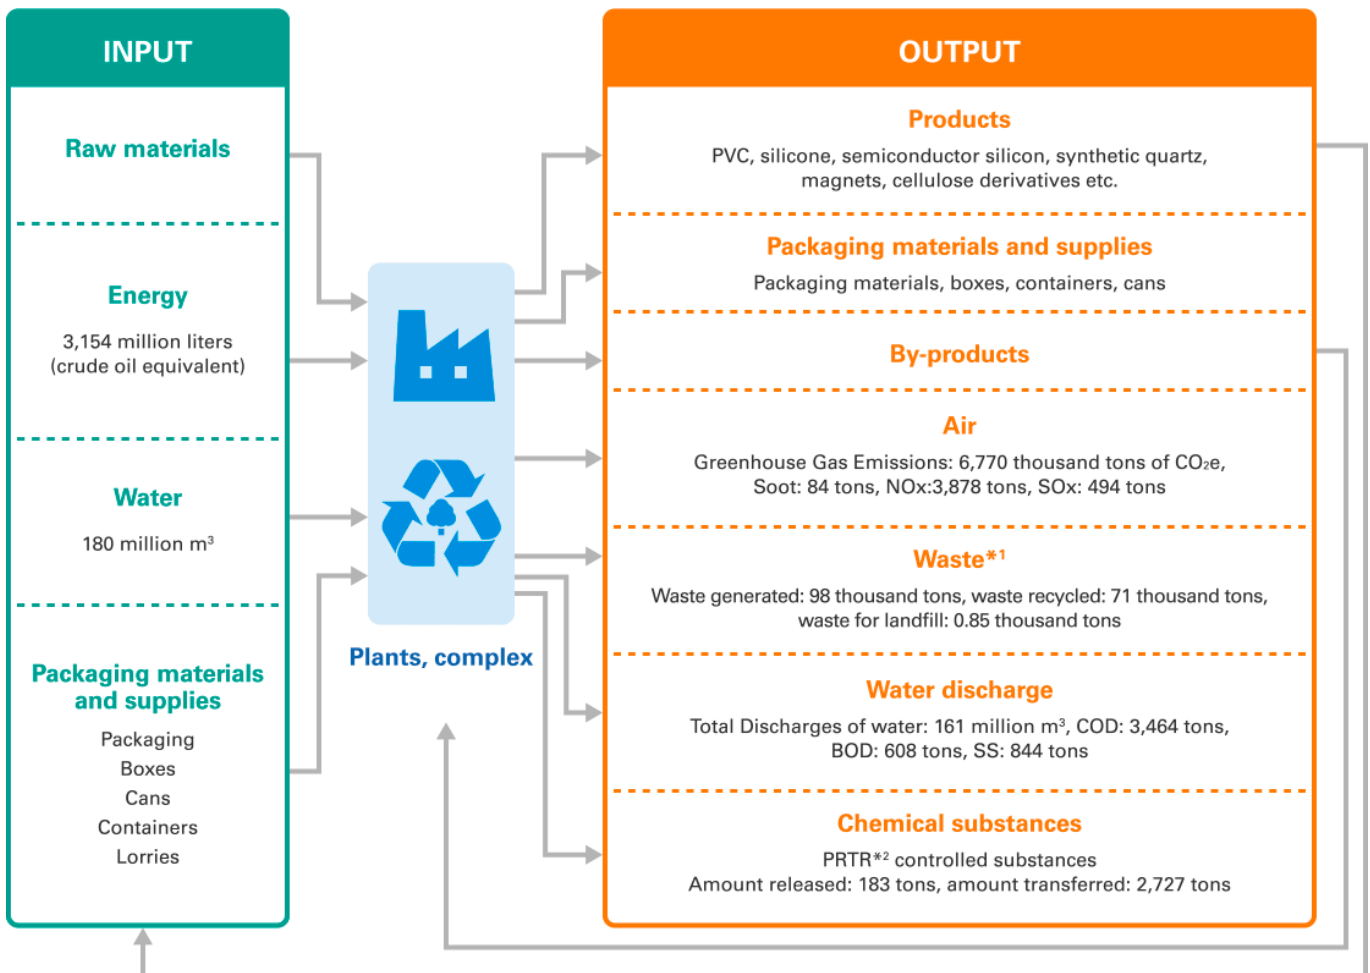 INPUT
Raw materials
Energy
3,154 million liters
(crude oil equivalent)
Water
180 million m³
Packaging materials
and supplies
Packaging
Boxes
Cans
Containers
Lorries
Plants, complex
OUTPUT
Products
PVC, silicone, semiconductor silicon, synthetic quartz,
magnets, cellulose derivatives etc.
Packaging materials and supplies
Packaging materials, boxes, containers, cans
By-products
Air
Greenhouse Gas Emissions: 6,770 thousand tons of CO₂e,
Soot: 84 tons, NOx:3,878 tons, SOx: 494 tons
Waste*¹
Waste generated: 98 thousand tons, waste recycled: 71 thousand tons,
waste for landfill: 0.85 thousand tons
Water discharge
Total Discharges of water: 161 million m³, COD: 3,464 tons,
BOD: 608 tons, SS: 844 tons
Chemical substances
PRTR*² controlled substances
Amount released: 183 tons, amount transferred: 2,727 tons